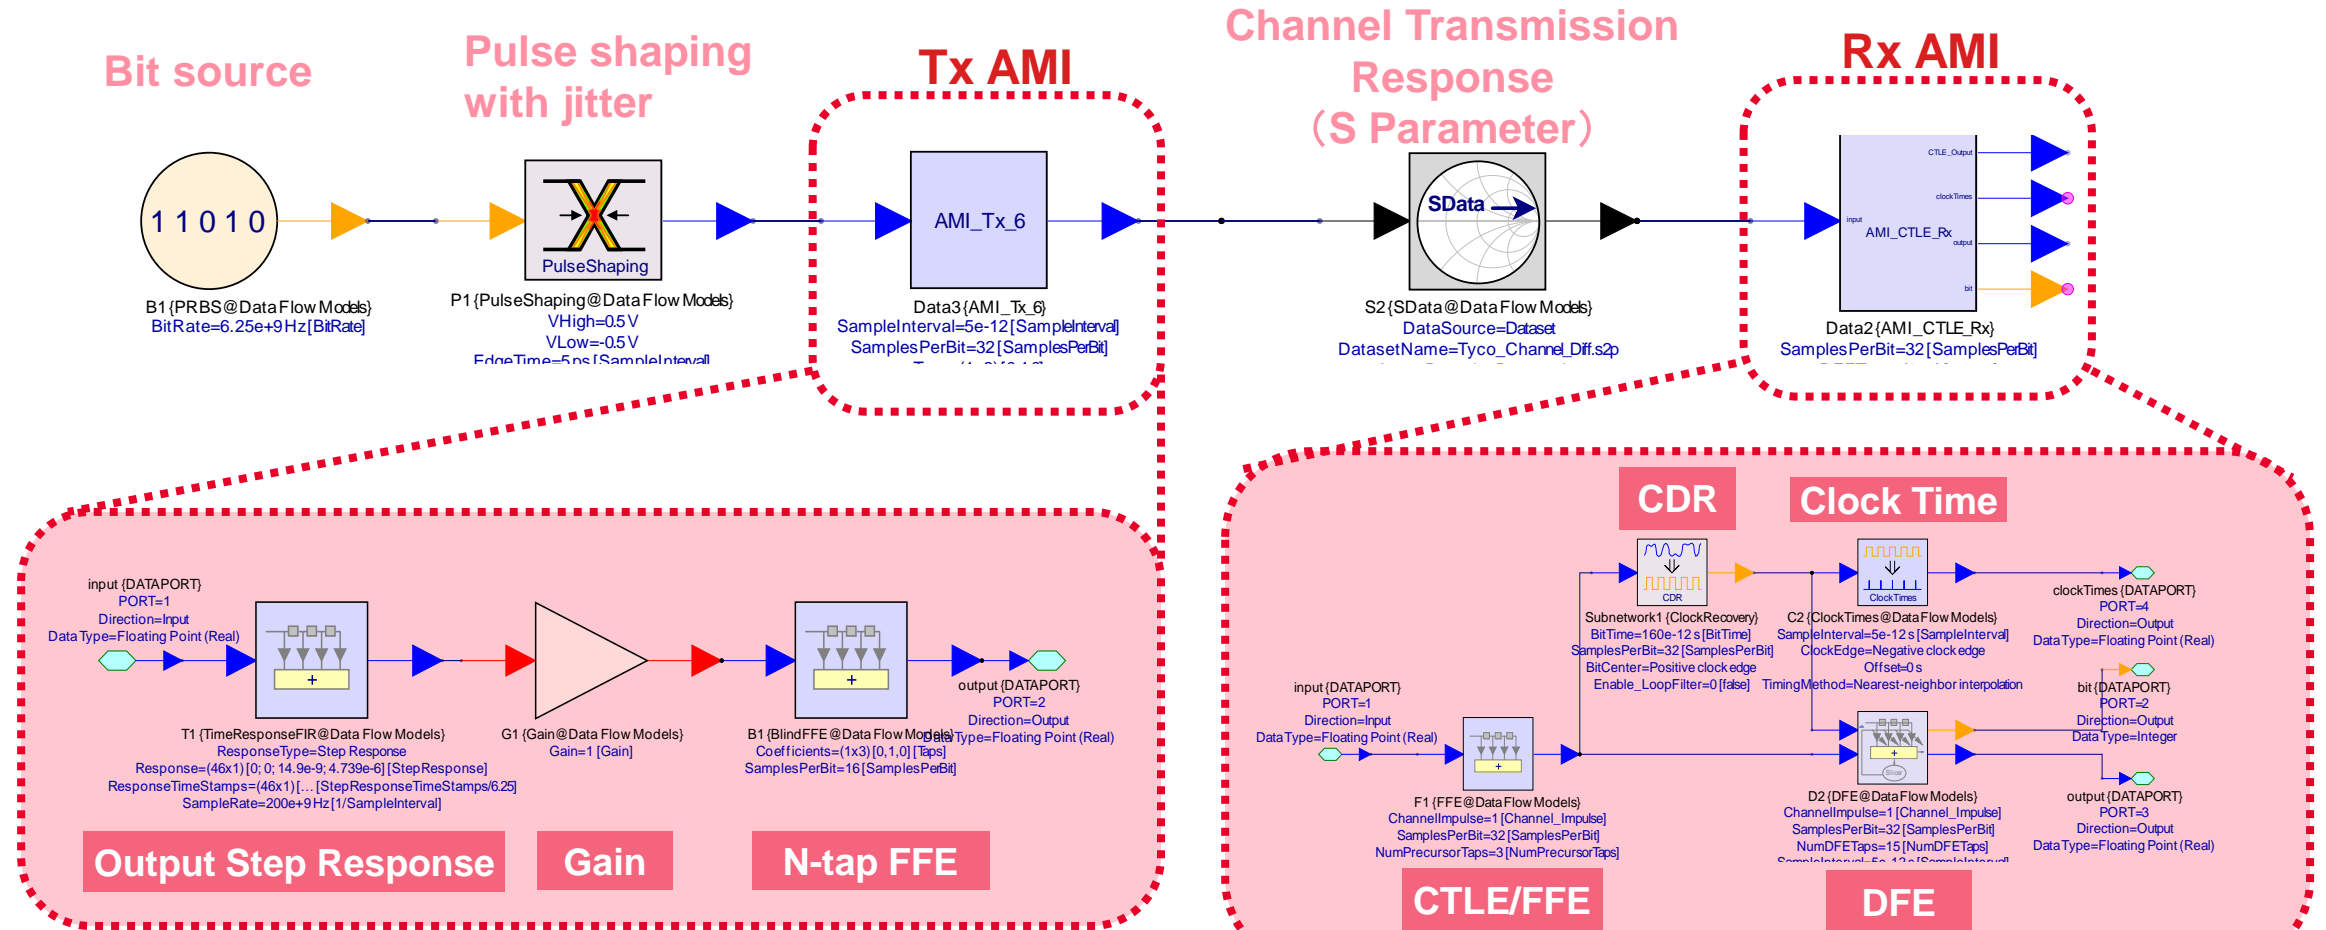 Bit source
Pulse shaping
with jitter
Tx AMI
Channel Transmission
Response
（S Parameter）
Rx AMI
1 1 0 1 0
B1 {PRBS@Data Flow Models}
BitRate=6.25e+9 Hz [BitRate]
PulseShaping
P1 {PulseShaping@Data Flow Models}
VHigh=0.5 V
VLow=-0.5 V
EdgeTime=5 ps [SampleInterval]
AMI_Tx_6
Data3 {AMI_Tx_6}
SampleInterval=5e-12 [SampleInterval]
SamplesPerBit=32 [SamplesPerBit]
SData
S2 {SData@Data Flow Models}
DataSource=Dataset
DatasetName=Tyco_Channel_Diff.s2p
CTLE_Output
clockTimes
input
AMI_CTLE_Rx
output
bit
Data2 {AMI_CTLE_Rx}
SamplesPerBit=32 [SamplesPerBit]
input {DATAPORT}
PORT=1
Direction=Input
Data Type=Floating Point (Real)
+
T1 {TimeResponseFIR@Data Flow Models}
ResponseType=Step Response
Response=(46x1) [0; 0; 14.9e-9; 4.739e-6] [StepResponse]
ResponseTimeStamps=(46x1) [... [StepResponseTimeStamps/6.25]
SampleRate=200e+9 Hz [1/SampleInterval]
G1 {Gain@Data Flow Models}
Gain=1 [Gain]
+
B1 {BlindFFE@Data Flow Models}
Coefficients=(1x3) [0,1,0] [Taps]
SamplesPerBit=16 [SamplesPerBit]
output {DATAPORT}
PORT=2
Direction=Output
Data Type=Floating Point (Real)
Output Step Response
Gain
N-tap FFE
CDR
Clock Time
CDR
Subnetwork1 {ClockRecovery}
BitTime=160e-12 s [BitTime]
SamplesPerBit=32 [SamplesPerBit]
BitCenter=Positive clock edge
Enable_LoopFilter=0 [false]
ClockTimes
C2 {ClockTimes@Data Flow Models}
SampleInterval=5e-12 s [SampleInterval]
ClockEdge=Negative clock edge
Offset=0 s
TimingMethod=Nearest-neighbor interpolation
clockTimes {DATAPORT}
PORT=4
Direction=Output
Data Type=Floating Point (Real)
input {DATAPORT}
PORT=1
Direction=Input
Data Type=Floating Point (Real)
bit {DATAPORT}
PORT=2
Direction=Output
Data Type=Integer
+
F1 {FFE@Data Flow Models}
ChannelImpulse=1 [Channel_Impulse]
SamplesPerBit=32 [SamplesPerBit]
NumPrecursorTaps=3 [NumPrecursorTaps]
+
Slicer
D2 {DFE@Data Flow Models}
ChannelImpulse=1 [Channel_Impulse]
SamplesPerBit=32 [SamplesPerBit]
NumDFETaps=15 [NumDFETaps]
SampleInterval=5e-12 s [SampleInterval]
output {DATAPORT}
PORT=3
Direction=Output
Data Type=Floating Point (Real)
CTLE/FFE
DFE